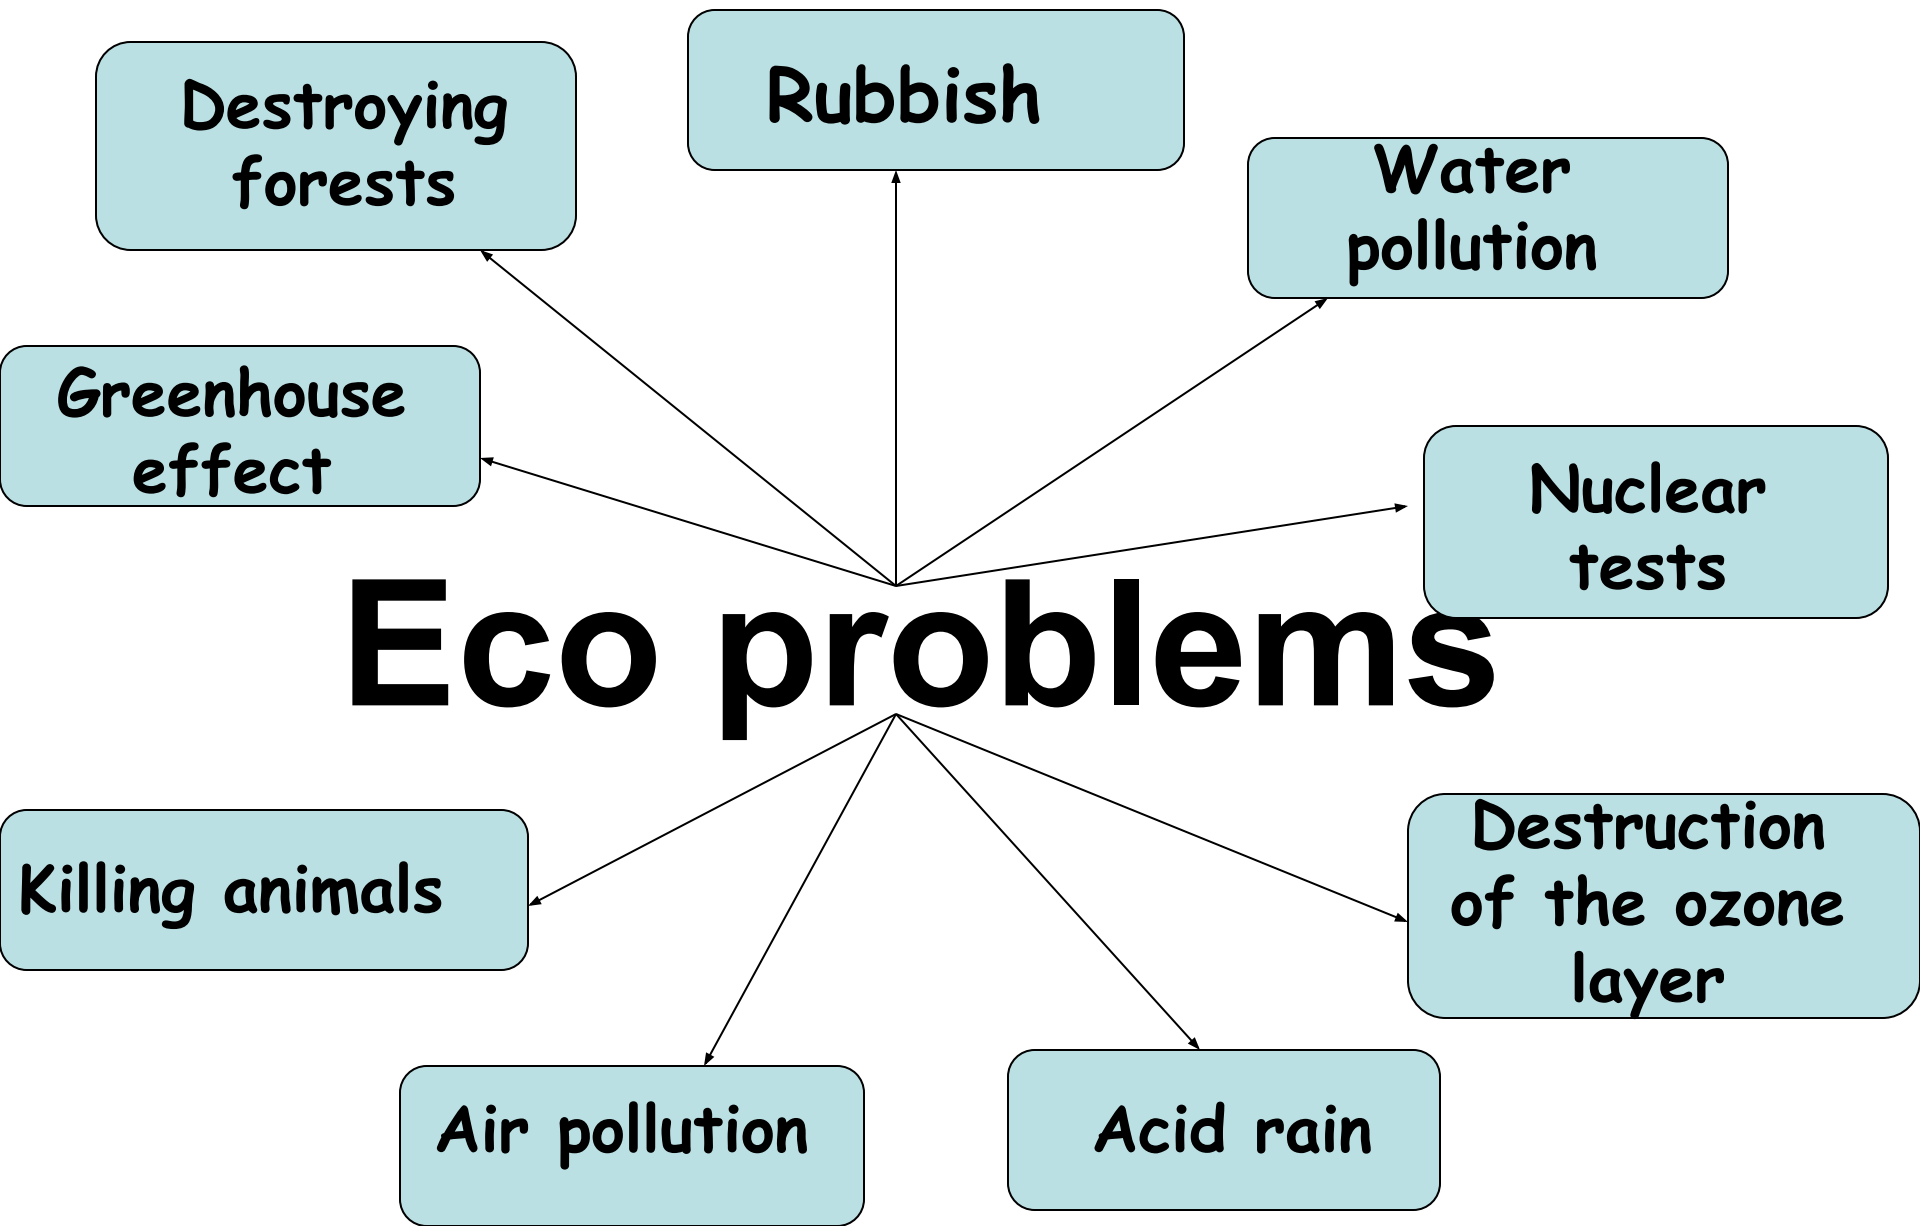 Rubbish
Destroying
forests
Water
pollution
Greenhouse
effect
Nuclear
tests
Eco problems
Killing animals
Destruction
of the ozone
layer
Air pollution
Acid rain